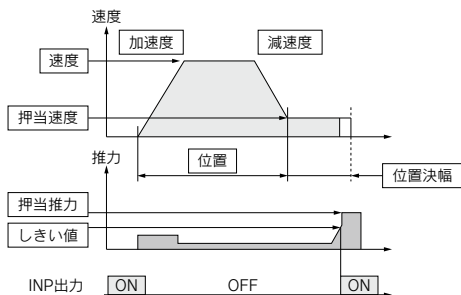 速度
加速度
減速度
速度
押当速度
推力
位置
位置決幅
押当推力
しきい値
INP出力
ON
OFF
ON